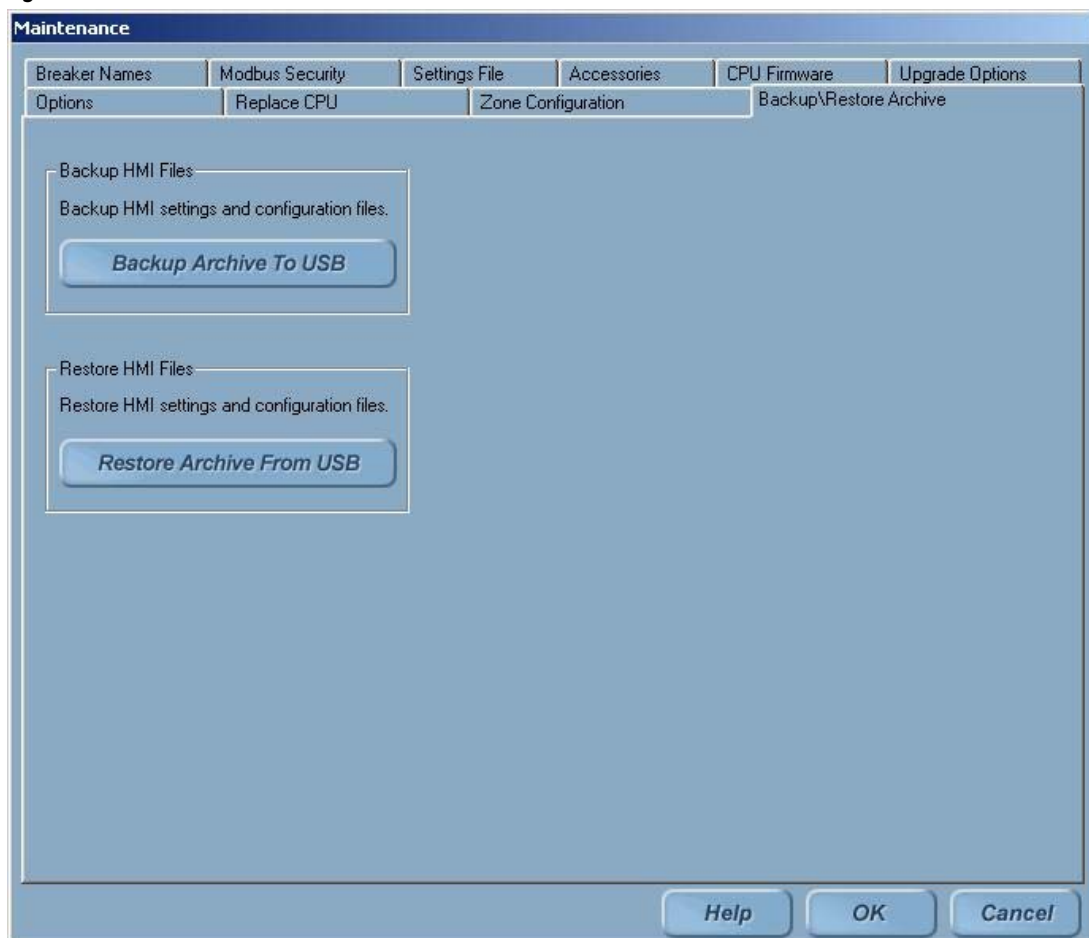 Maintenance
Breaker Names Modbus Security Settings File Accessories CPU Firmware Upgrade Options
Options Replace CPU Zone Configuration Backup\Restore Archive
Backup HMI Files
Backup HMI settings and configuration files.
Backup Archive To USB
Restore HMI Files
Restore HMI settings and configuration files.
Restore Archive From USB
Help OK Cancel